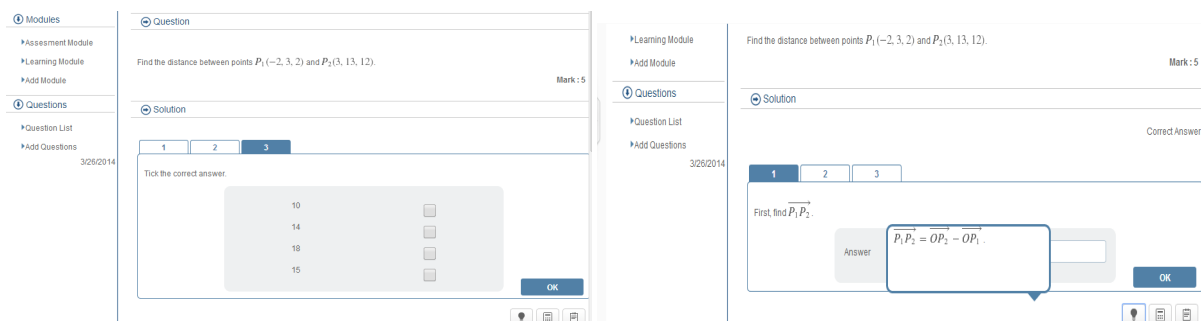 Modules
Assesment Module
Learning Module
Add Module
Questions
Question List
Add Questions
3/26/2014
Question
Find the distance between points P₁(−2, 3, 2) and P₂(3, 13, 12).
Mark : 5
Solution
1 2 3
Tick the correct answer.
10
14
18
15
OK
Learning Module
Add Module
Questions
Question List
Add Questions
3/26/2014
Find the distance between points P₁(−2, 3, 2) and P₂(3, 13, 12).
Mark : 5
Solution
Correct Answer
1 2 3
First, find P₁P₂⃗ .
Answer
P₁P₂⃗ = OP₂⃗ − OP₁⃗ .
OK